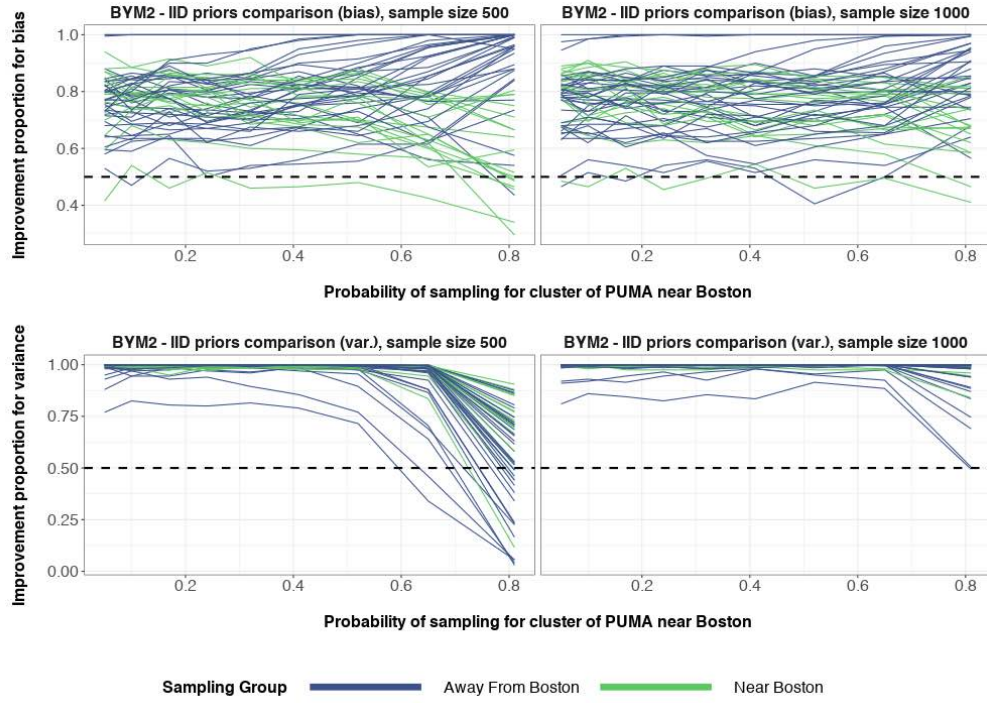 BYM2 - IID priors comparison (bias), sample size 500
BYM2 - IID priors comparison (bias), sample size 1000
Improvement proportion for bias
1.0
0.8
0.6
0.4
0.2 0.4 0.6 0.8
0.2 0.4 0.6 0.8
Probability of sampling for cluster of PUMA near Boston
BYM2 - IID priors comparison (var.), sample size 500
BYM2 - IID priors comparison (var.), sample size 1000
Improvement proportion for variance
1.00
0.75
0.50
0.25
0.00
0.2 0.4 0.6 0.8
0.2 0.4 0.6 0.8
Probability of sampling for cluster of PUMA near Boston
Sampling Group Away From Boston Near Boston